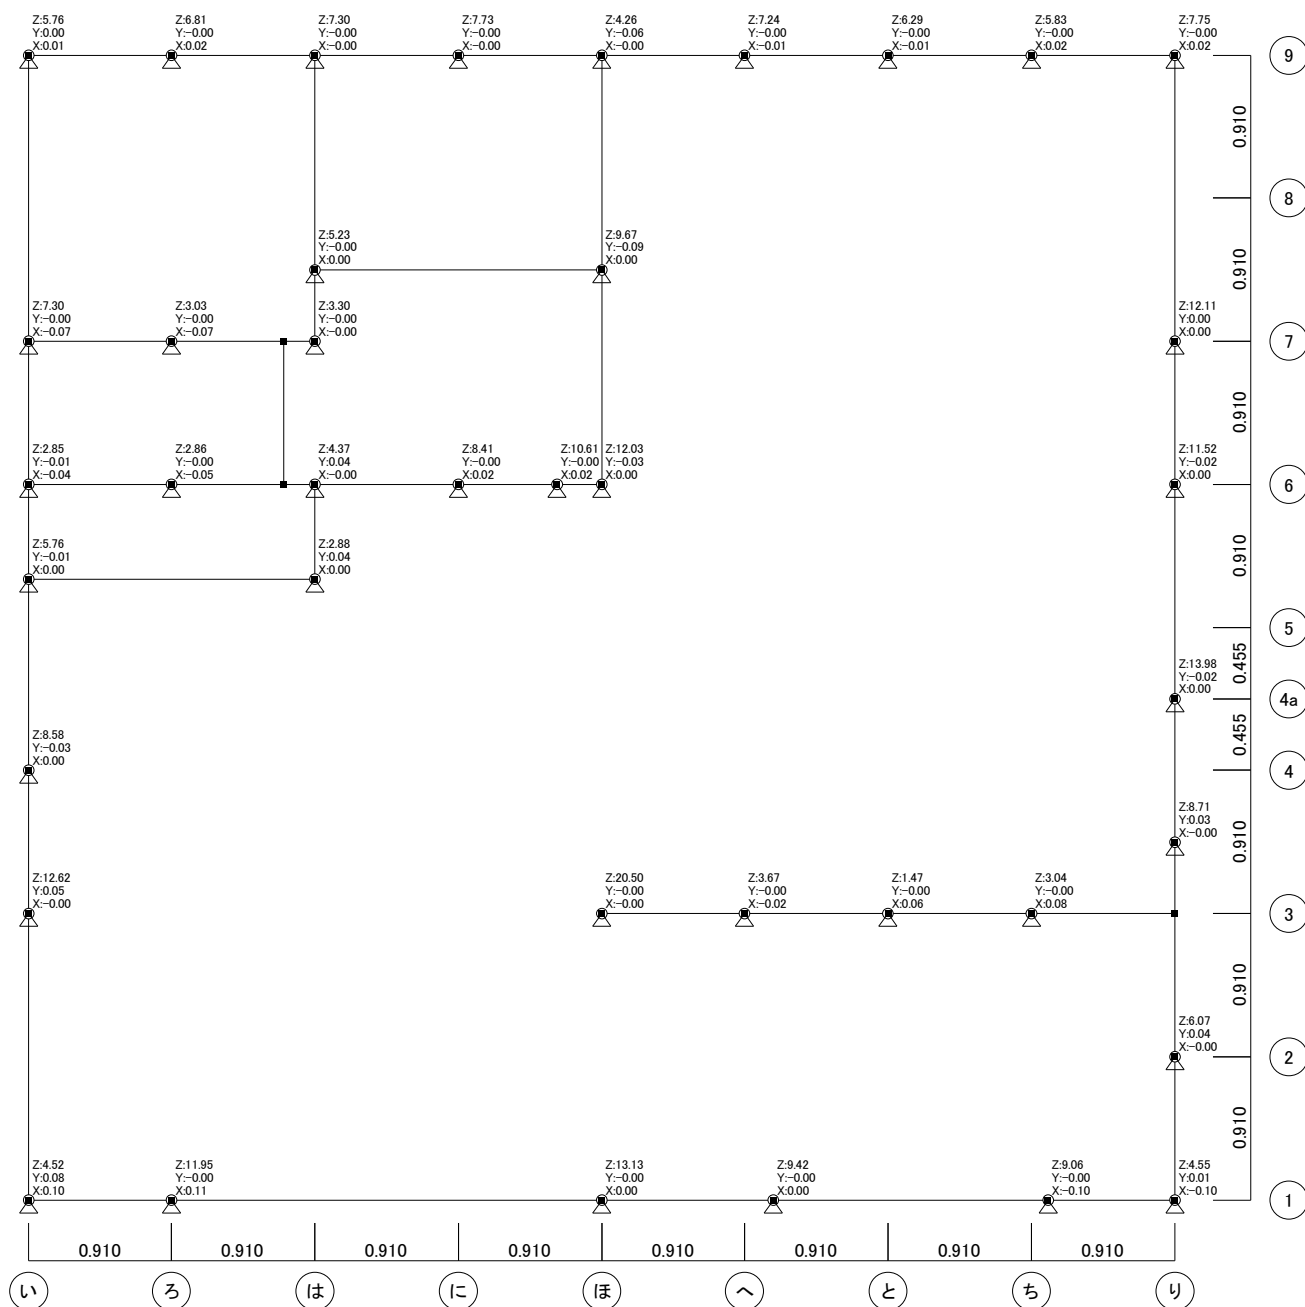 Z:5.76
Y:0.00
X:0.01
Z:6.81
Y:-0.00
X:0.02
Z:7.30
Y:-0.00
X:-0.00
Z:7.73
Y:-0.00
X:-0.00
Z:4.26
Y:-0.06
X:-0.00
Z:7.24
Y:-0.00
X:-0.01
Z:6.29
Y:-0.00
X:-0.01
Z:5.83
Y:-0.00
X:0.02
Z:7.75
Y:-0.00
X:0.02
9
0.910
8
Z:5.23
Y:-0.00
X:0.00
Z:9.67
Y:-0.09
X:0.00
0.910
Z:7.30
Y:-0.00
X:-0.07
Z:3.03
Y:-0.00
X:-0.07
Z:3.30
Y:-0.00
X:-0.00
Z:12.11
Y:0.00
X:0.00
7
0.910
Z:2.85
Y:-0.01
X:-0.04
Z:2.86
Y:-0.00
X:-0.05
Z:4.37
Y:0.04
X:-0.00
Z:8.41
Y:-0.00
X:0.02
Z:10.61
Y:-0.00
X:0.02
Z:12.03
Y:-0.03
X:0.00
Z:11.52
Y:-0.02
X:0.00
6
0.910
Z:5.76
Y:-0.01
X:0.00
Z:2.88
Y:0.04
X:0.00
5
0.455
Z:13.98
Y:-0.02
X:0.00
4a
0.455
Z:8.58
Y:-0.03
X:0.00
4
Z:8.71
Y:0.03
X:-0.00
0.910
Z:12.62
Y:0.05
X:-0.00
Z:20.50
Y:-0.00
X:-0.00
Z:3.67
Y:-0.00
X:-0.02
Z:1.47
Y:-0.00
X:0.06
Z:3.04
Y:-0.00
X:0.08
3
0.910
Z:6.07
Y:0.04
X:-0.00
2
0.910
Z:4.52
Y:0.08
X:0.10
Z:11.95
Y:-0.00
X:0.11
Z:13.13
Y:-0.00
X:0.00
Z:9.42
Y:-0.00
X:0.00
Z:9.06
Y:-0.00
X:-0.10
Z:4.55
Y:0.01
X:-0.10
1
0.910 0.910 0.910 0.910 0.910 0.910 0.910 0.910
い ろ は に ほ へ と ち り